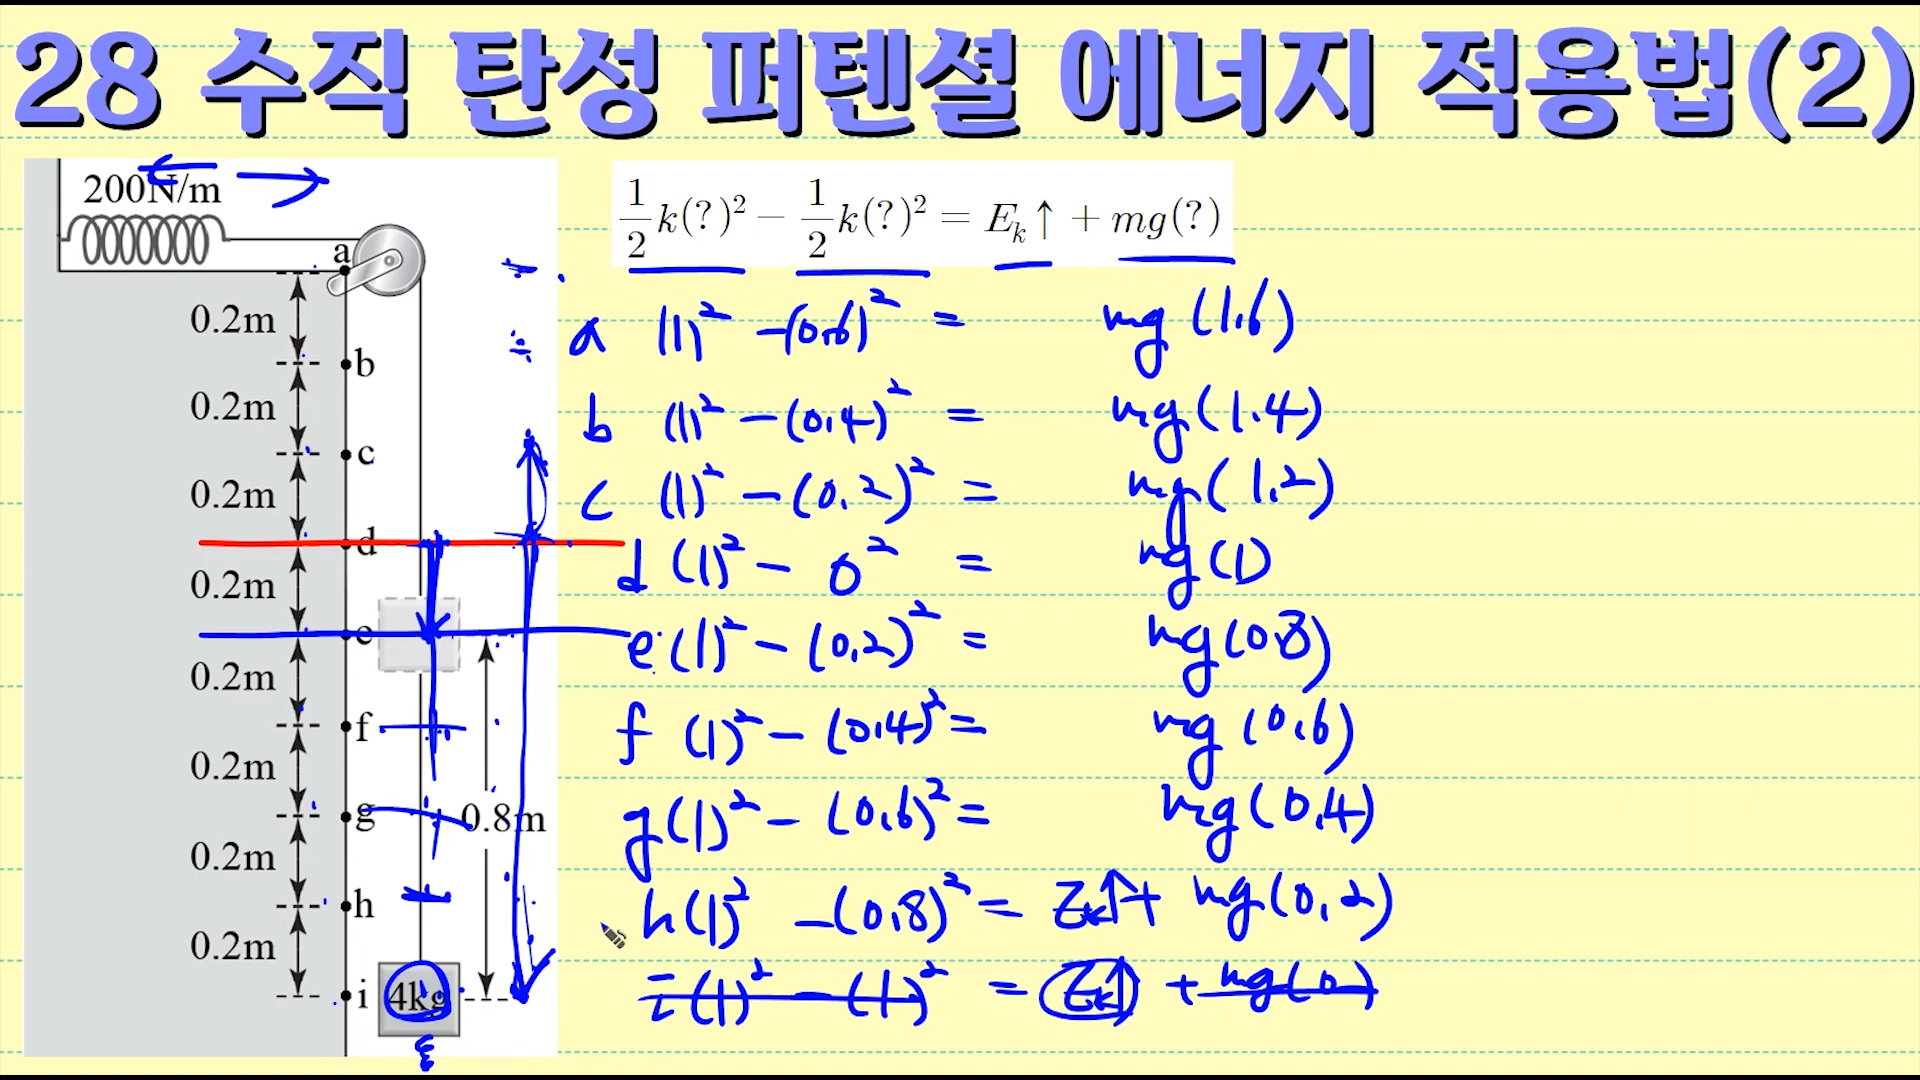 28 수직 탄성 퍼텐셜 에너지 적용법(2)
200N/m
a
0.2m
b
0.2m
c
0.2m
d
0.2m
e
0.2m
f
0.2m
g
0.8m
0.2m
h
0.2m
i
4kg
1/2 k(?)² − 1/2 k(?)² = Eₖ↑ + mg(?)
a (1)² − (0.6)² = mg (1.6)
b (1)² − (0.4)² = mg (1.4)
c (1)² − (0.2)² = mg (1.2)
d (1)² − 0² = mg (1)
e (1)² − (0.2)² = mg (0.8)
f (1)² − (0.4)² = mg (0.6)
g (1)² − (0.6)² = mg (0.4)
h (1)² − (0.8)² = Eₖ↑ + mg (0.2)
i (1)² − (1)² = Eₖ↑ + mg (0)